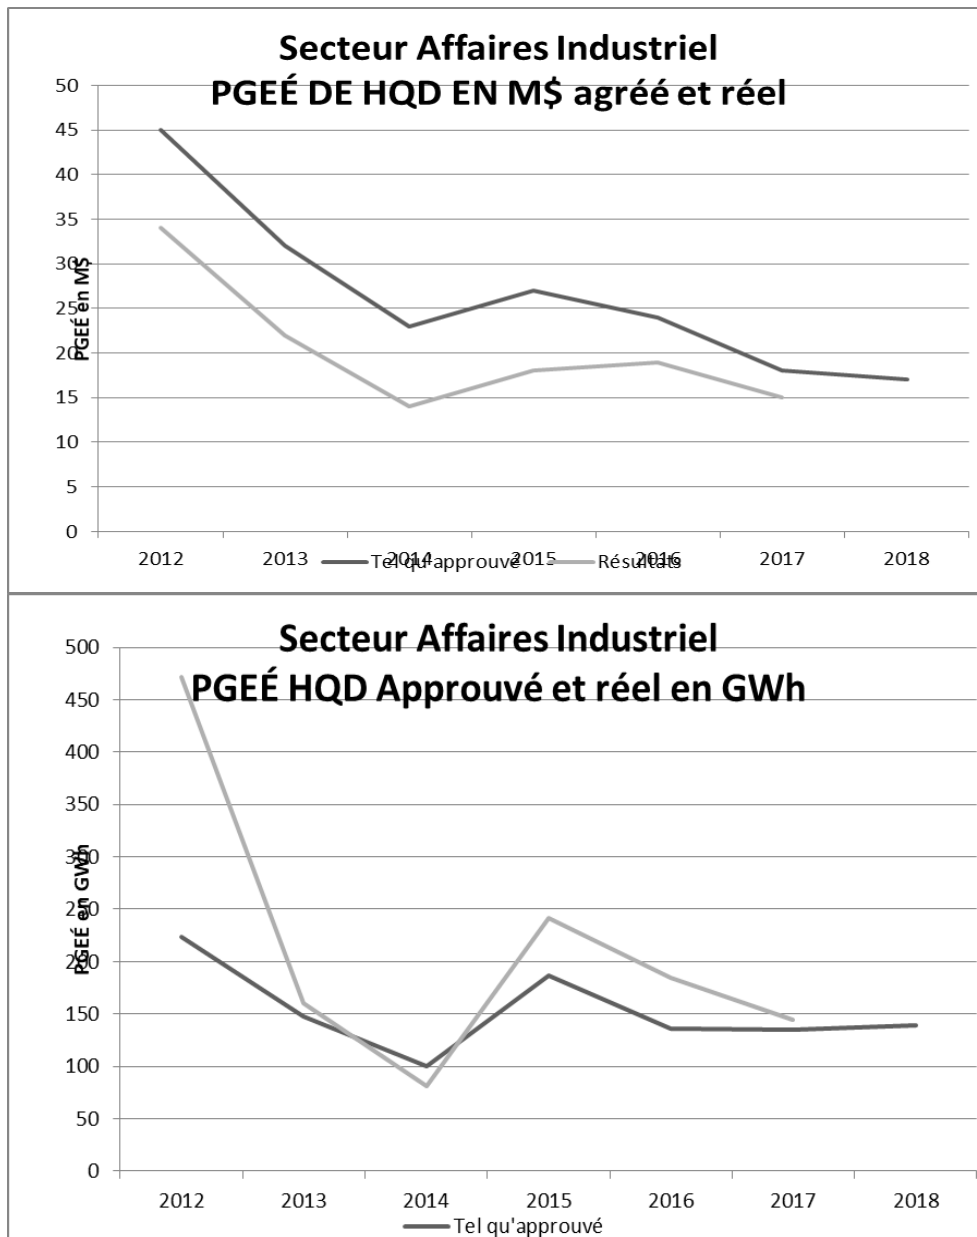 Secteur Affaires Industriel
PGEÉ DE HQD EN M$ agréé et réel
50
45
40
35
30
25
20
15
10
5
0
PGEÉ en M$
2012 2013 2014 2015 2016 2017 2018
Tel qu'approuvé Résultats
Secteur Affaires Industriel
PGEÉ HQD Approuvé et réel en GWh
500
450
400
350
300
250
200
150
100
50
0
PGEÉ en GWh
2012 2013 2014 2015 2016 2017 2018
Tel qu'approuvé